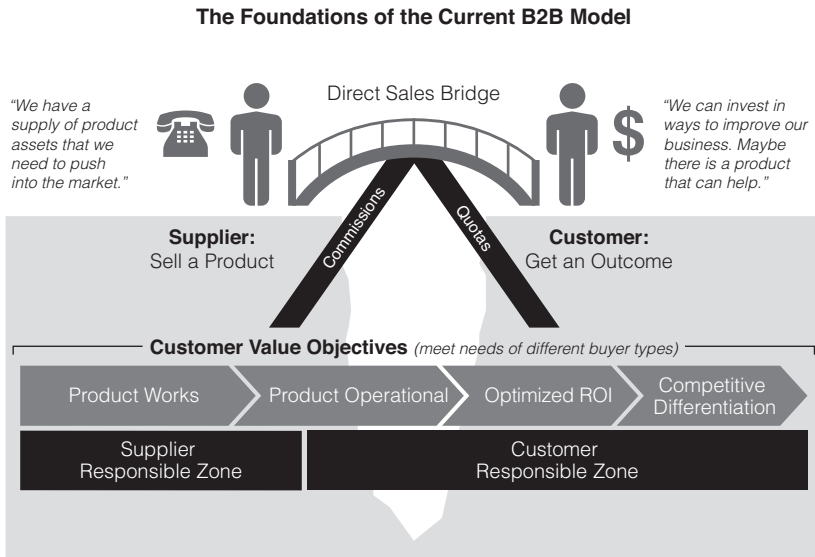 The Foundations of the Current B2B Model
Direct Sales Bridge
“We have a
supply of product
assets that we
need to push
into the market.”
$
“We can invest in
ways to improve our
business. Maybe
there is a product
that can help.”
Supplier:
Sell a Product
Commissions
Quotas
Customer:
Get an Outcome
Customer Value Objectives (meet needs of different buyer types)
Product Works
Product Operational
Optimized ROI
Competitive
Differentiation
Supplier
Responsible Zone
Customer
Responsible Zone